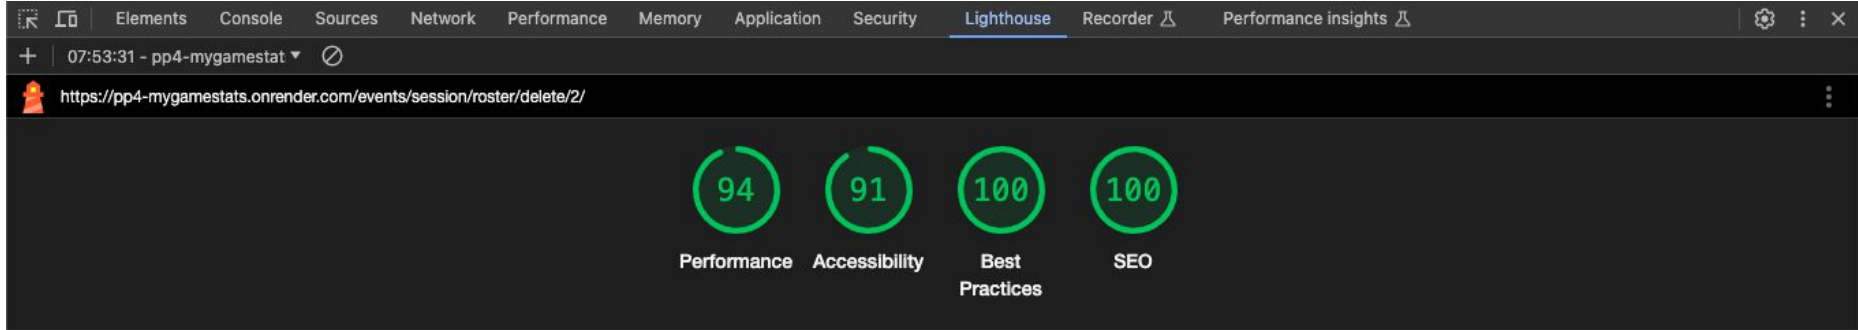 Elements Console Sources Network Performance Memory Application Security Lighthouse Recorder Performance insights
07:53:31 - pp4-mygamestat
https://pp4-mygamestats.onrender.com/events/session/roster/delete/2/
94 91 100 100
Performance Accessibility Best Practices SEO